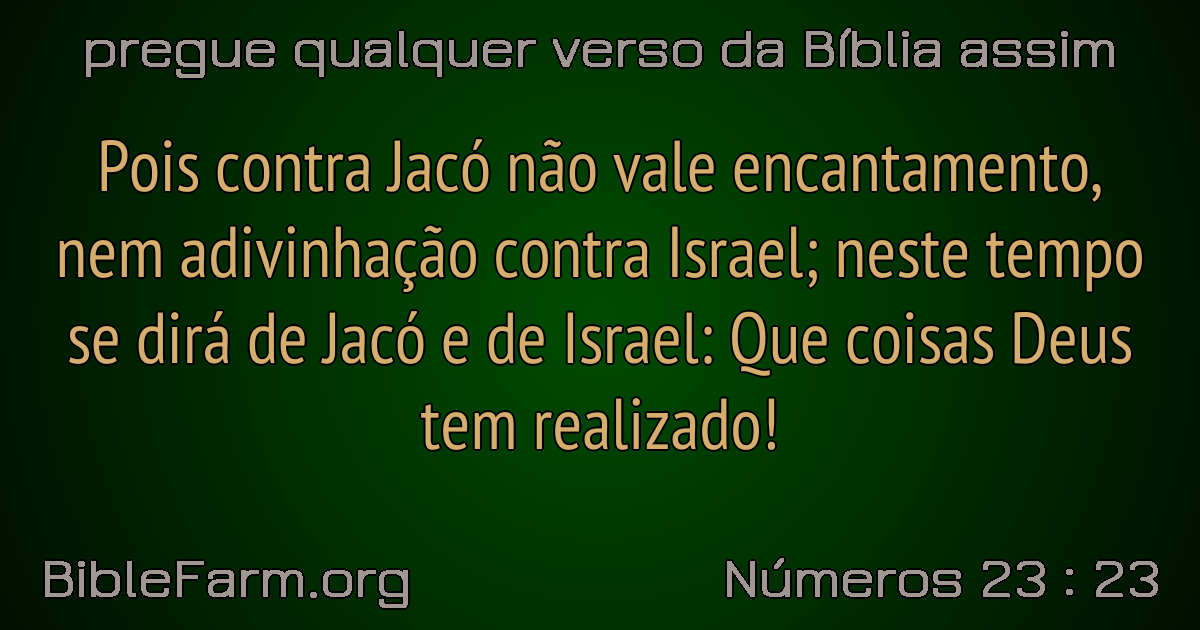 pregue qualquer verso da Bíblia assim
Pois contra Jacó não vale encantamento,
nem adivinhação contra Israel; neste tempo
se dirá de Jacó e de Israel: Que coisas Deus
tem realizado!
BibleFarm.org
Números 23 : 23